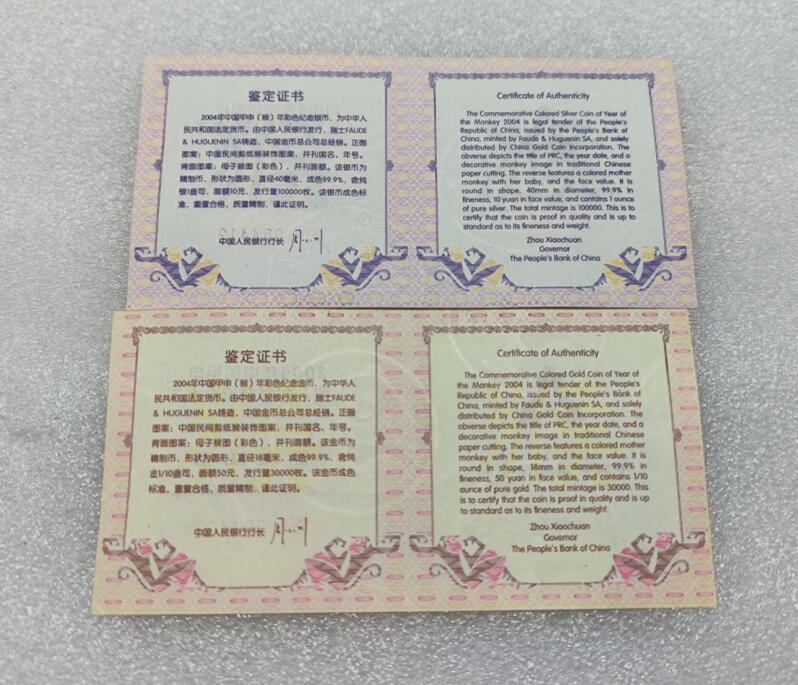 鉴定证书
2004年中国甲申（猴）年彩色纪念银币，为中华人
民共和国法定货币。由中国人民银行发行、瑞士FAUDE
& HUGUENIN SA铸造，中国金币总公司总经销。正面
图案：中国民间剪纸猴装饰图案，并刊国名、年号。
背面图案：母子猴图（彩色），并刊面额。该银币为
精制币、形状为圆形，直径40毫米，成色99.9%，含纯
银1盎司，面额10元，发行量100000枚。该银币成色标
准、重量合格、质量精制，谨此证明。
中国人民银行行长
Certificate of Authenticity
The Commemorative Colored Silver Coin of Year of
the Monkey 2004 is legal tender of the People's
Republic of China, issued by the People's Bank of
China, minted by Faude & Huguenin SA, and solely
distributed by China Gold Coin Incorporation. The
obverse depicts the title of PRC, the year date, and a
decorative monkey image in traditional Chinese
paper cutting. The reverse features a colored mother
monkey with her baby, and the face value. It is
round in shape, 40mm in diameter, 99.9% in
fineness, 10 yuan in face value, and contains 1 ounce
of pure silver. The total mintage is 100000. This is to
certify that the coin is proof in quality and is up to
standard as to its fineness and weight.
Zhou Xiaochuan
Governor
The People's Bank of China
鉴定证书
2004年中国甲申（猴）年彩色纪念金币，为中华人
民共和国法定货币。由中国人民银行发行、瑞士FAUDE
& HUGUENIN SA铸造，中国金币总公司总经销。正面
图案：中国民间剪纸猴装饰图案，并刊国名、年号。
背面图案：母子猴图（彩色），并刊面额。该金币为
精制币，形状为圆形，直径18毫米，成色99.9%，含纯
金1/10盎司，面额50元，发行量30000枚。该金币成色
标准、重量合格、质量精制，谨此证明。
中国人民银行行长
Certificate of Authenticity
The Commemorative Colored Gold Coin of Year of
the Monkey 2004 is legal tender of the People's
Republic of China, issued by the People's Bank of
China, minted by Faude & Huguenin SA, and solely
distributed by China Gold Coin Incorporation. The
obverse depicts the title of PRC, the year date, and a
decorative monkey image in traditional Chinese
paper cutting. The reverse features a colored mother
monkey with her baby, and the face value. It is
round in shape, 18mm in diameter, 99.9% in
fineness, 50 yuan in face value, and contains 1/10
ounce of pure gold. The total mintage is 30000. This
is to certify that the coin is proof in quality and is up
to standard as to its fineness and weight.
Zhou Xiaochuan
Governor
The People's Bank of China